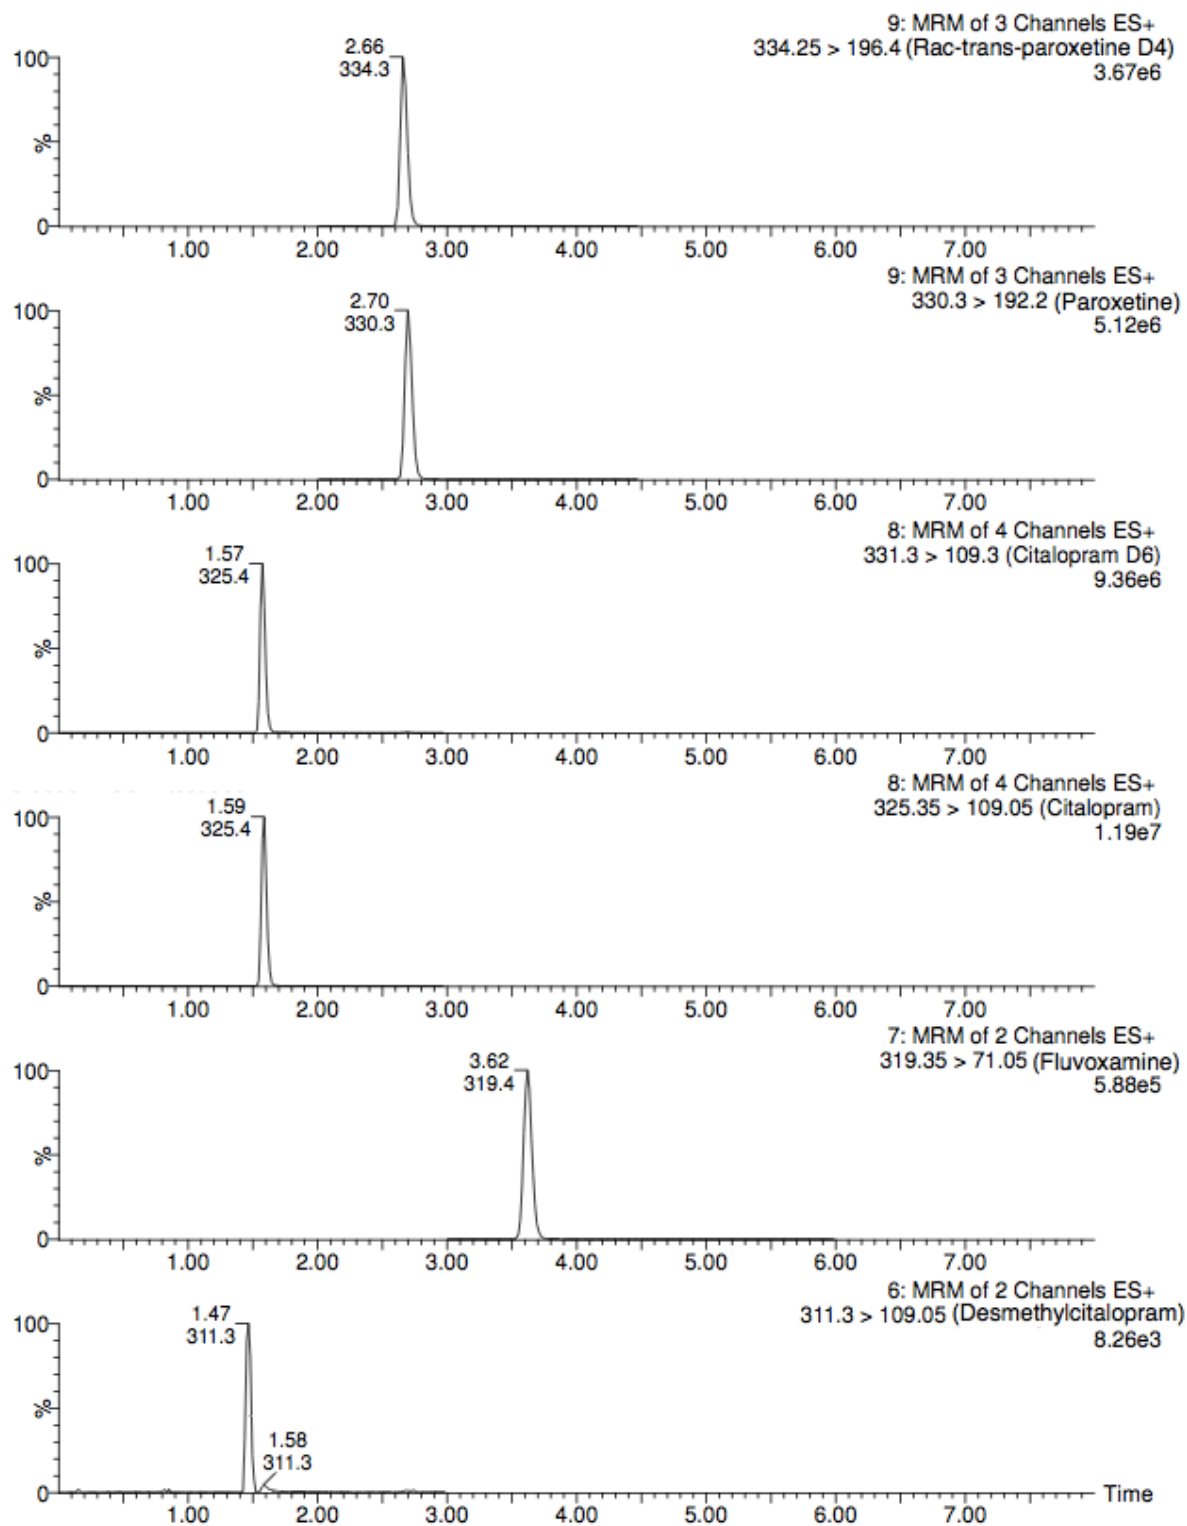 9: MRM of 3 Channels ES+
334.25 > 196.4 (Rac-trans-paroxetine D4)
3.67e6
2.66
334.3
100
%
0
1.00 2.00 3.00 4.00 5.00 6.00 7.00
9: MRM of 3 Channels ES+
330.3 > 192.2 (Paroxetine)
5.12e6
2.70
330.3
100
%
0
1.00 2.00 3.00 4.00 5.00 6.00 7.00
8: MRM of 4 Channels ES+
331.3 > 109.3 (Citalopram D6)
9.36e6
1.57
325.4
100
%
0
1.00 2.00 3.00 4.00 5.00 6.00 7.00
8: MRM of 4 Channels ES+
325.35 > 109.05 (Citalopram)
1.19e7
1.59
325.4
100
%
0
1.00 2.00 3.00 4.00 5.00 6.00 7.00
7: MRM of 2 Channels ES+
319.35 > 71.05 (Fluvoxamine)
5.88e5
3.62
319.4
100
%
0
1.00 2.00 3.00 4.00 5.00 6.00 7.00
6: MRM of 2 Channels ES+
311.3 > 109.05 (Desmethylcitalopram)
8.26e3
1.47
311.3
100
%
1.58
311.3
0
Time
1.00 2.00 3.00 4.00 5.00 6.00 7.00